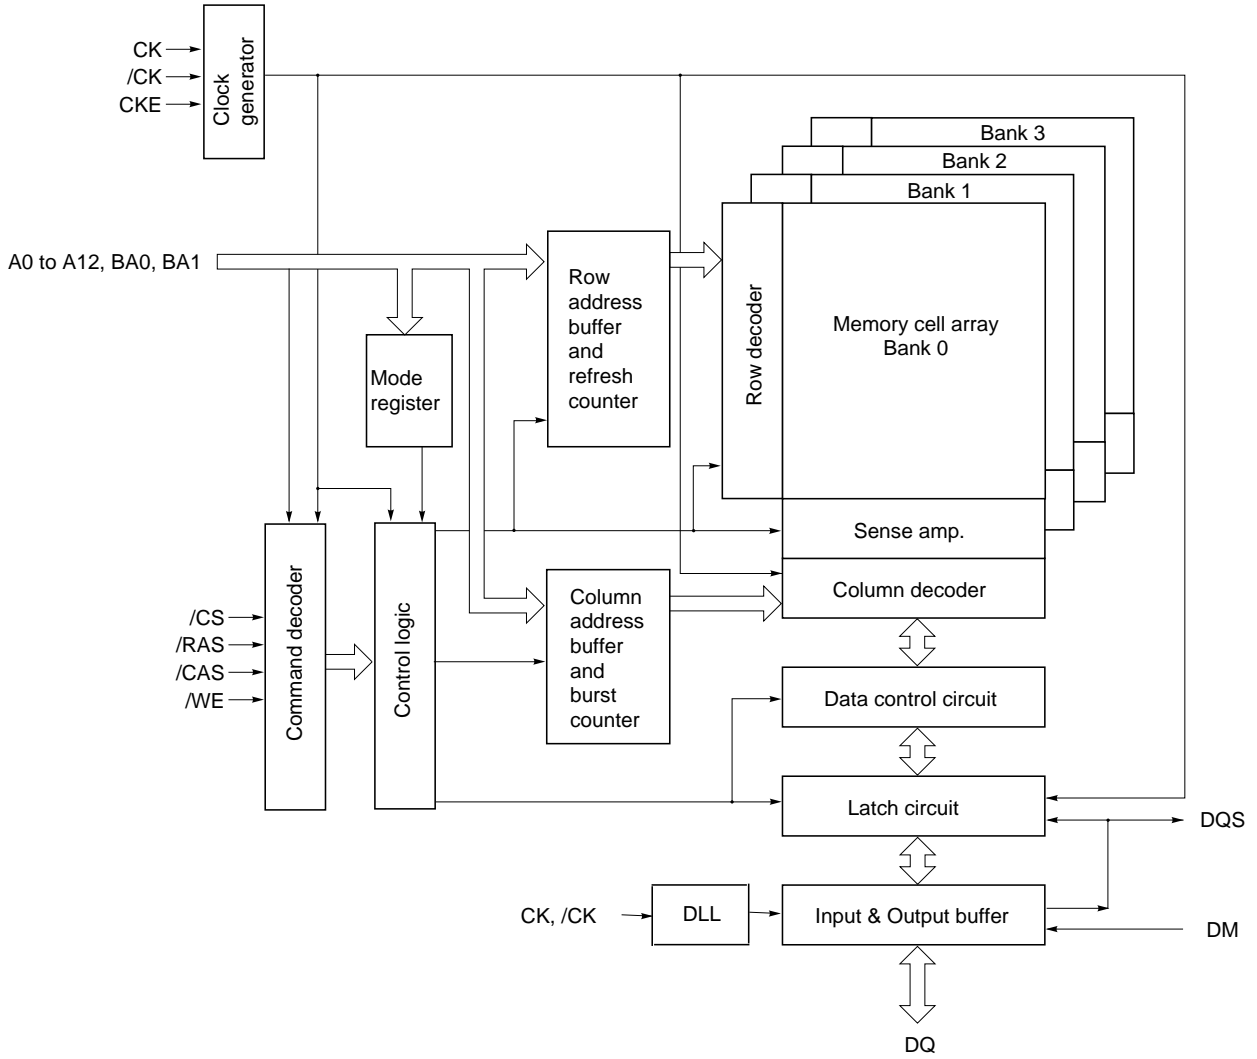 CK
/CK
CKE
Clock
generator
Bank 3
Bank 2
Bank 1
A0 to A12, BA0, BA1
Row
address
buffer
and
refresh
counter
Row decoder
Memory cell array
Bank 0
Mode
register
Sense amp.
Column decoder
/CS
/RAS
/CAS
/WE
Command decoder
Control logic
Column
address
buffer
and
burst
counter
Data control circuit
Latch circuit
DQS
CK, /CK
DLL
Input & Output buffer
DM
DQ